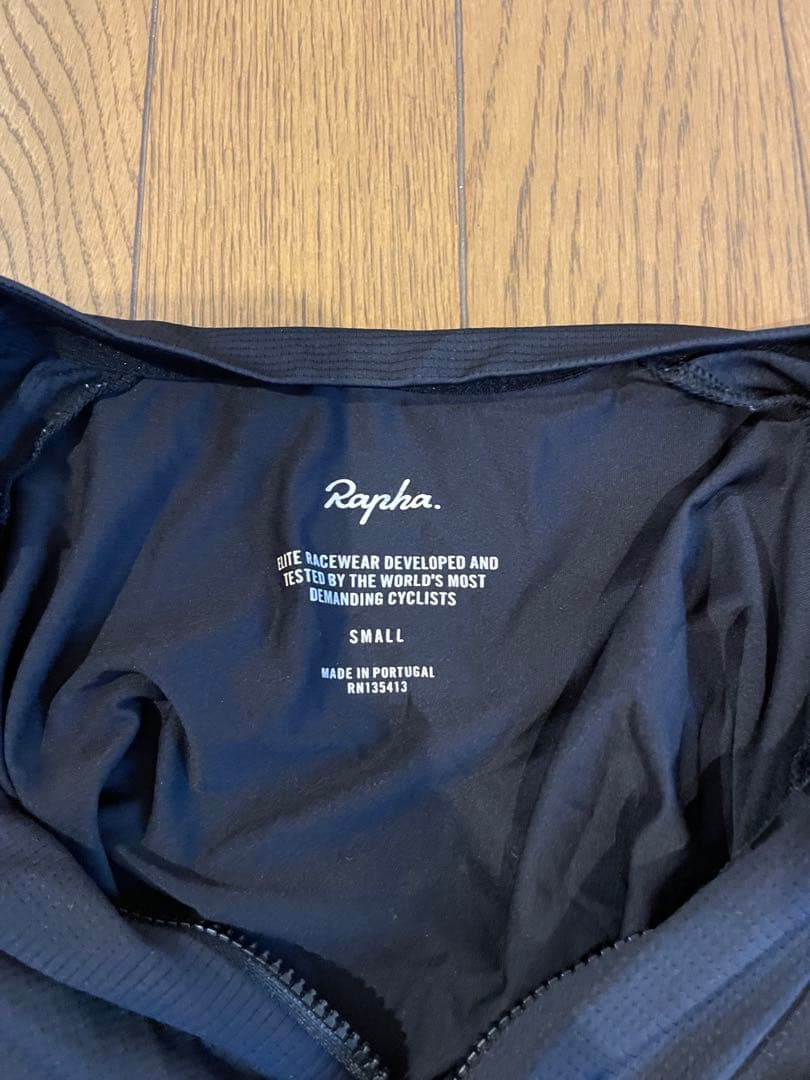 Rapha.
ELITE RACEWEAR DEVELOPED AND
TESTED BY THE WORLD'S MOST
DEMANDING CYCLISTS
SMALL
MADE IN PORTUGAL
RN135413